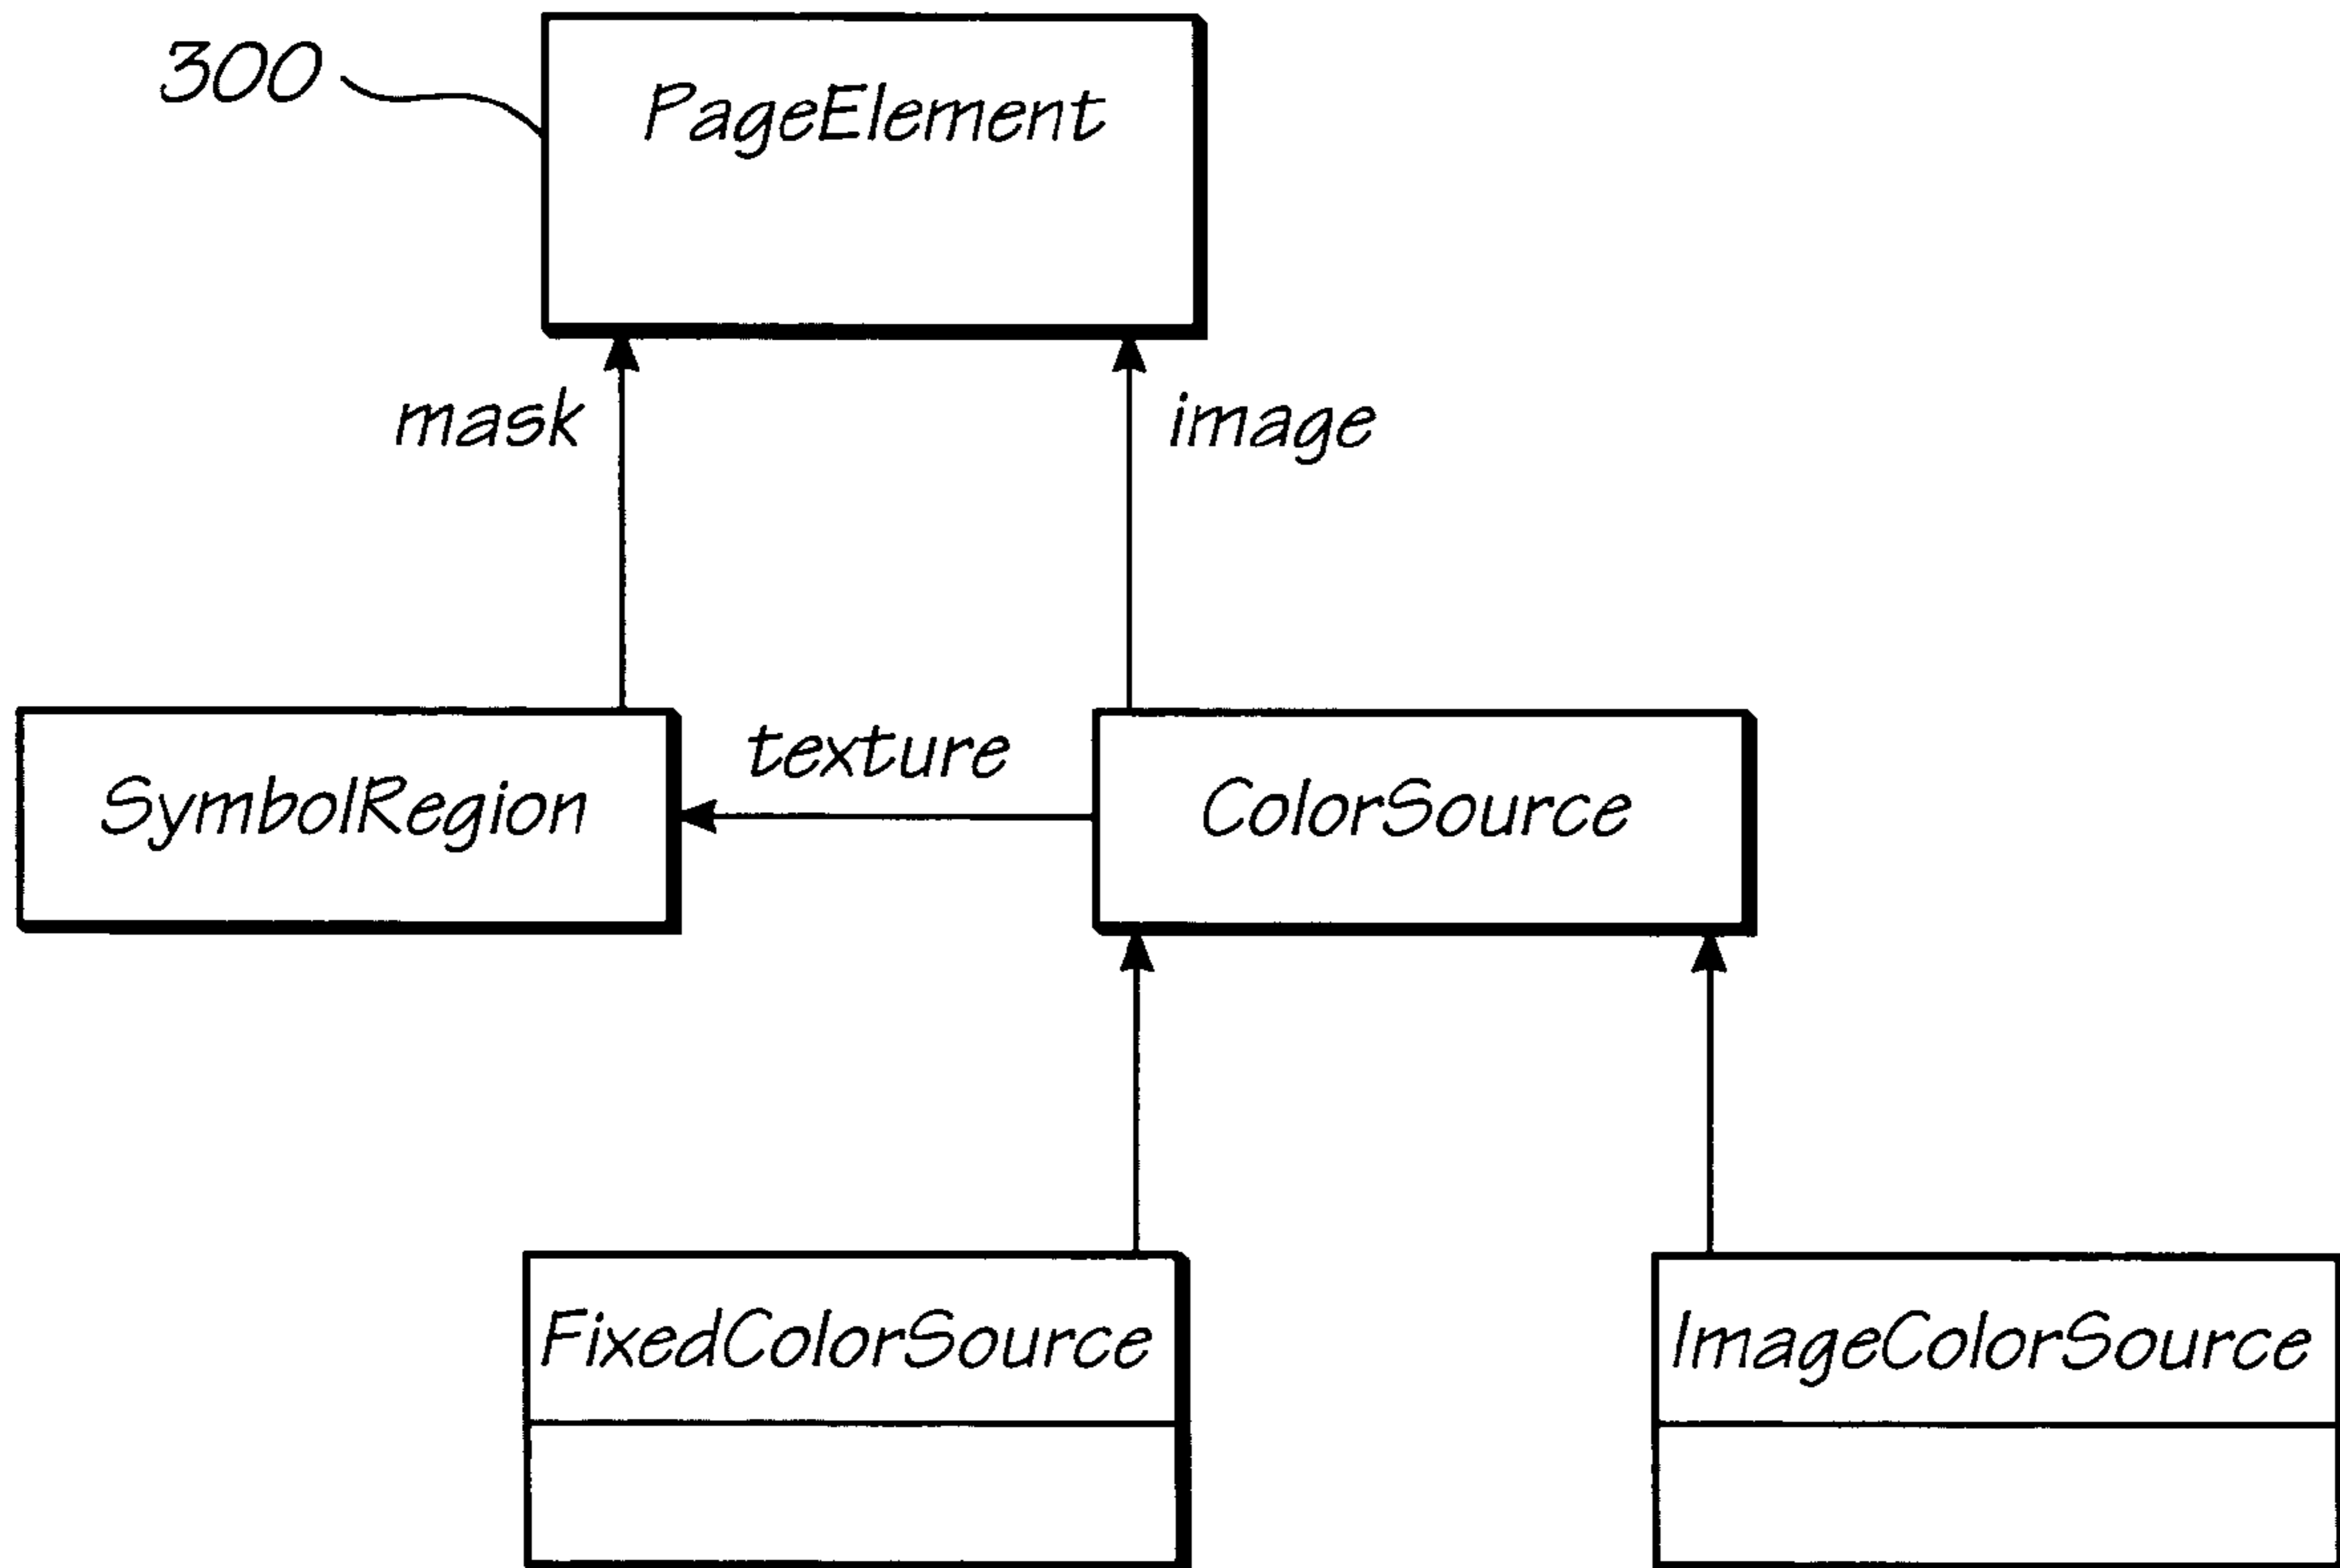 300
PageElement
mask
image
SymbolRegion
texture
ColorSource
FixedColorSource
ImageColorSource